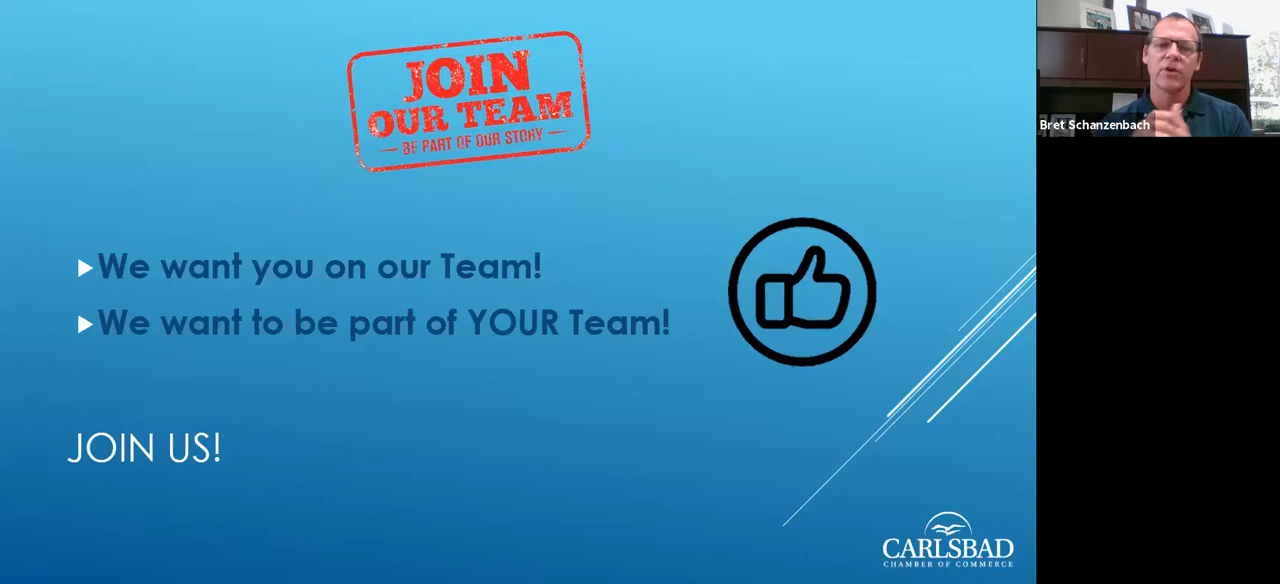 JOIN
OUR TEAM
BE PART OF OUR STORY
We want you on our Team!
We want to be part of YOUR Team!
JOIN US!
CARLSBAD
CHAMBER OF COMMERCE
Bret Schanzenbach